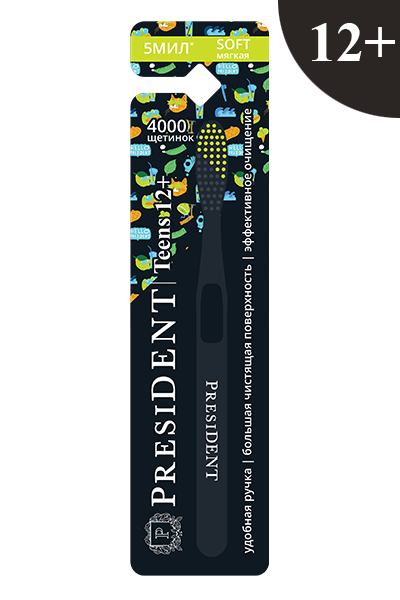 12+
5МИЛ*
SOFT
мягкая
4000
щетинок
PRESIDENT | Teens 12+
PRESIDENT
удобная ручка | большая чистящая поверхность | эффективное очищение
P